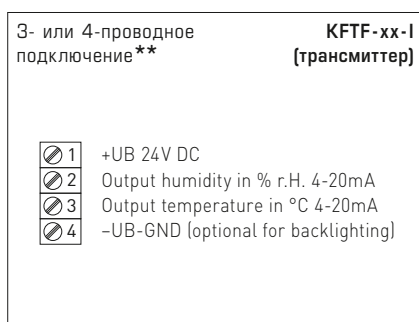 3- или 4-проводное KFTF-xx-I
подключение** (трансмиттер)
1 +UB 24V DC
2 Output humidity in % r.H. 4-20mA
3 Output temperature in °C 4-20mA
4 –UB-GND (optional for backlighting)